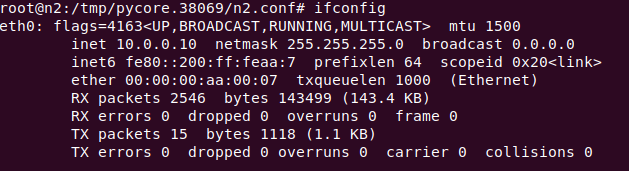 root@n2:/tmp/pycore.38069/n2.conf# ifconfig
eth0: flags=4163<UP,BROADCAST,RUNNING,MULTICAST>  mtu 1500
        inet 10.0.0.10  netmask 255.255.255.0  broadcast 0.0.0.0
        inet6 fe80::200:ff:feaa:7  prefixlen 64  scopeid 0x20<link>
        ether 00:00:00:aa:00:07  txqueuelen 1000  (Ethernet)
        RX packets 2546  bytes 143499 (143.4 KB)
        RX errors 0  dropped 0  overruns 0  frame 0
        TX packets 15  bytes 1118 (1.1 KB)
        TX errors 0  dropped 0 overruns 0  carrier 0  collisions 0